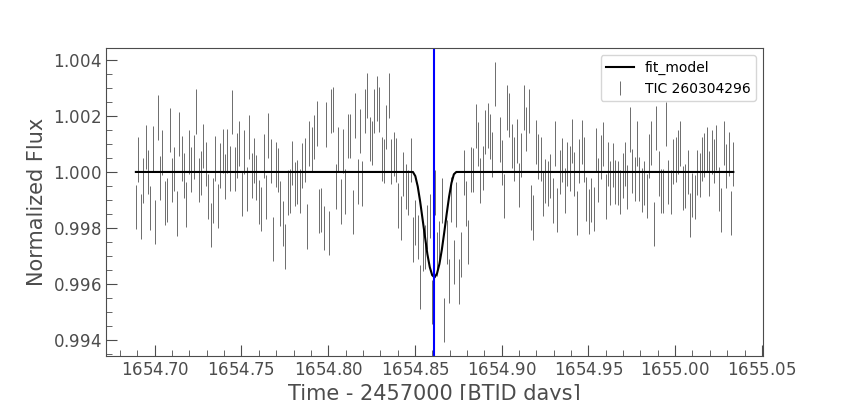 1.004
1.002
1.000
0.998
0.996
0.994
Normalized Flux
fit_model
TIC 260304296
1654.70 1654.75 1654.80 1654.85 1654.90 1654.95 1655.00 1655.05
Time - 2457000 [BTJD days]